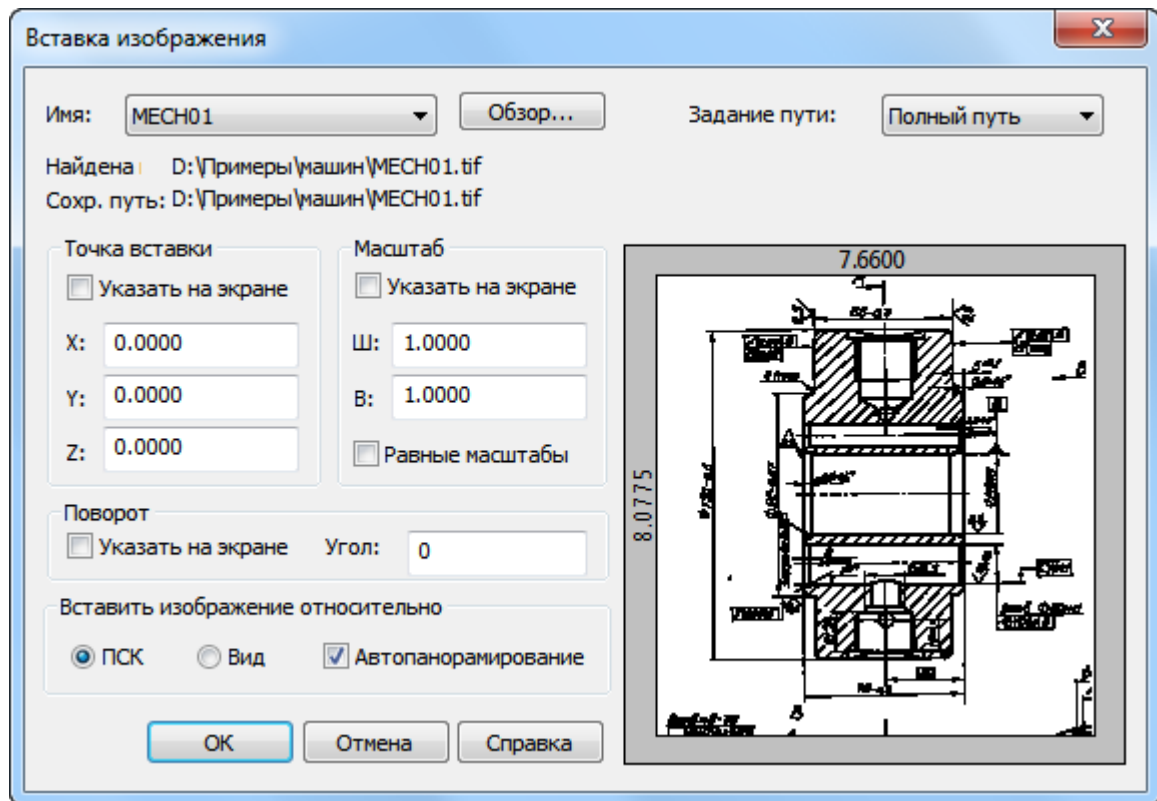 Вставка изображения
Имя: MECH01 Обзор... Задание пути: Полный путь
Найдена D:\Примеры\машин\MECH01.tif
Сохр. путь: D:\Примеры\машин\MECH01.tif
Точка вставки
Указать на экране
X: 0.0000
Y: 0.0000
Z: 0.0000
Масштаб
Указать на экране
Ш: 1.0000
В: 1.0000
Равные масштабы
Поворот
Указать на экране Угол: 0
Вставить изображение относительно
ПСК Вид Автопанорамирование
OK Отмена Справка
7.6600
8.0775